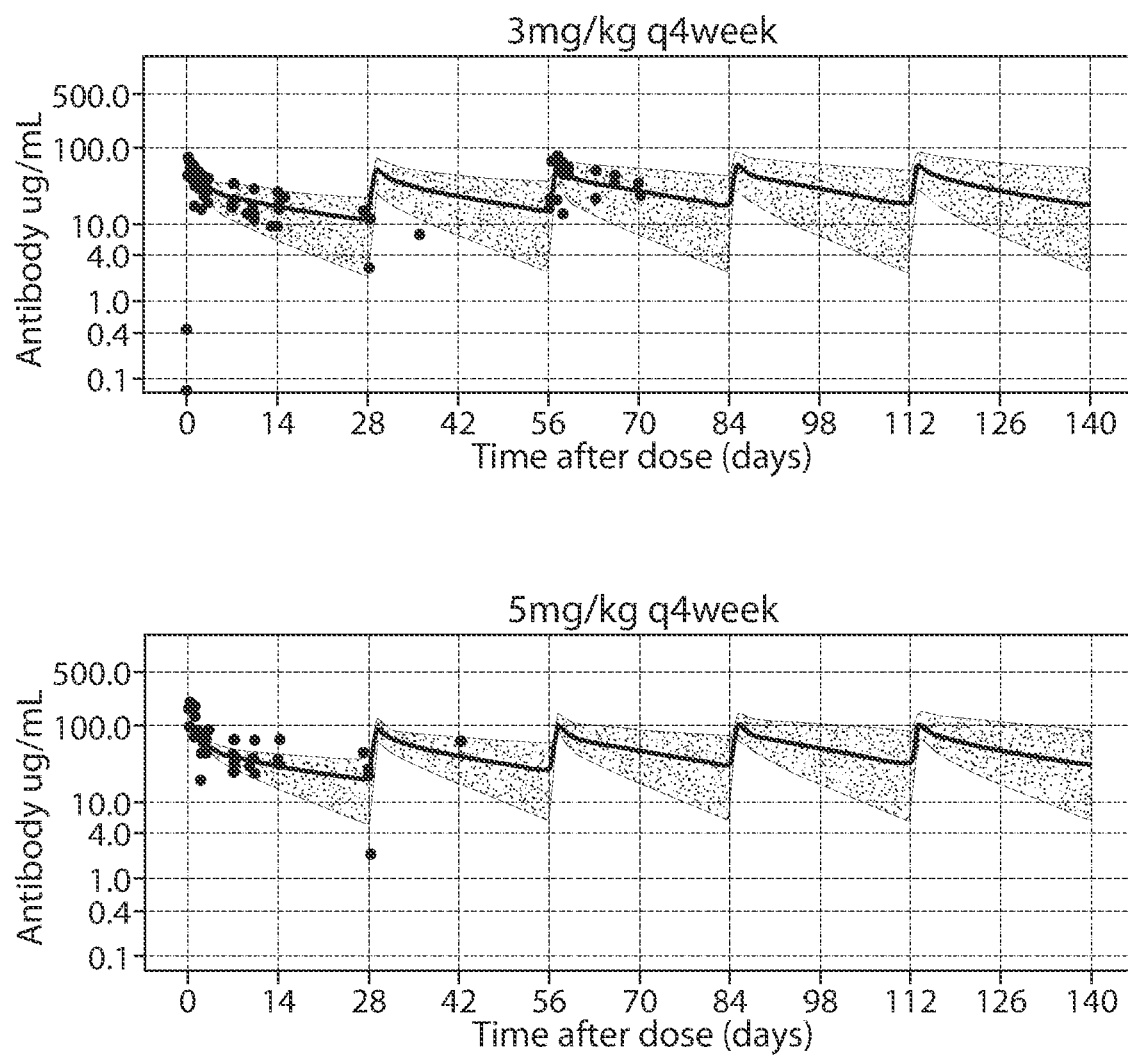 3mg/kg q4week
Antibody ug/mL
500.0
100.0
10.0
4.0
1.0
0.4
0.1
0 14 28 42 56 70 84 98 112 126 140
Time after dose (days)
5mg/kg q4week
Antibody ug/mL
500.0
100.0
10.0
4.0
1.0
0.4
0.1
0 14 28 42 56 70 84 98 112 126 140
Time after dose (days)